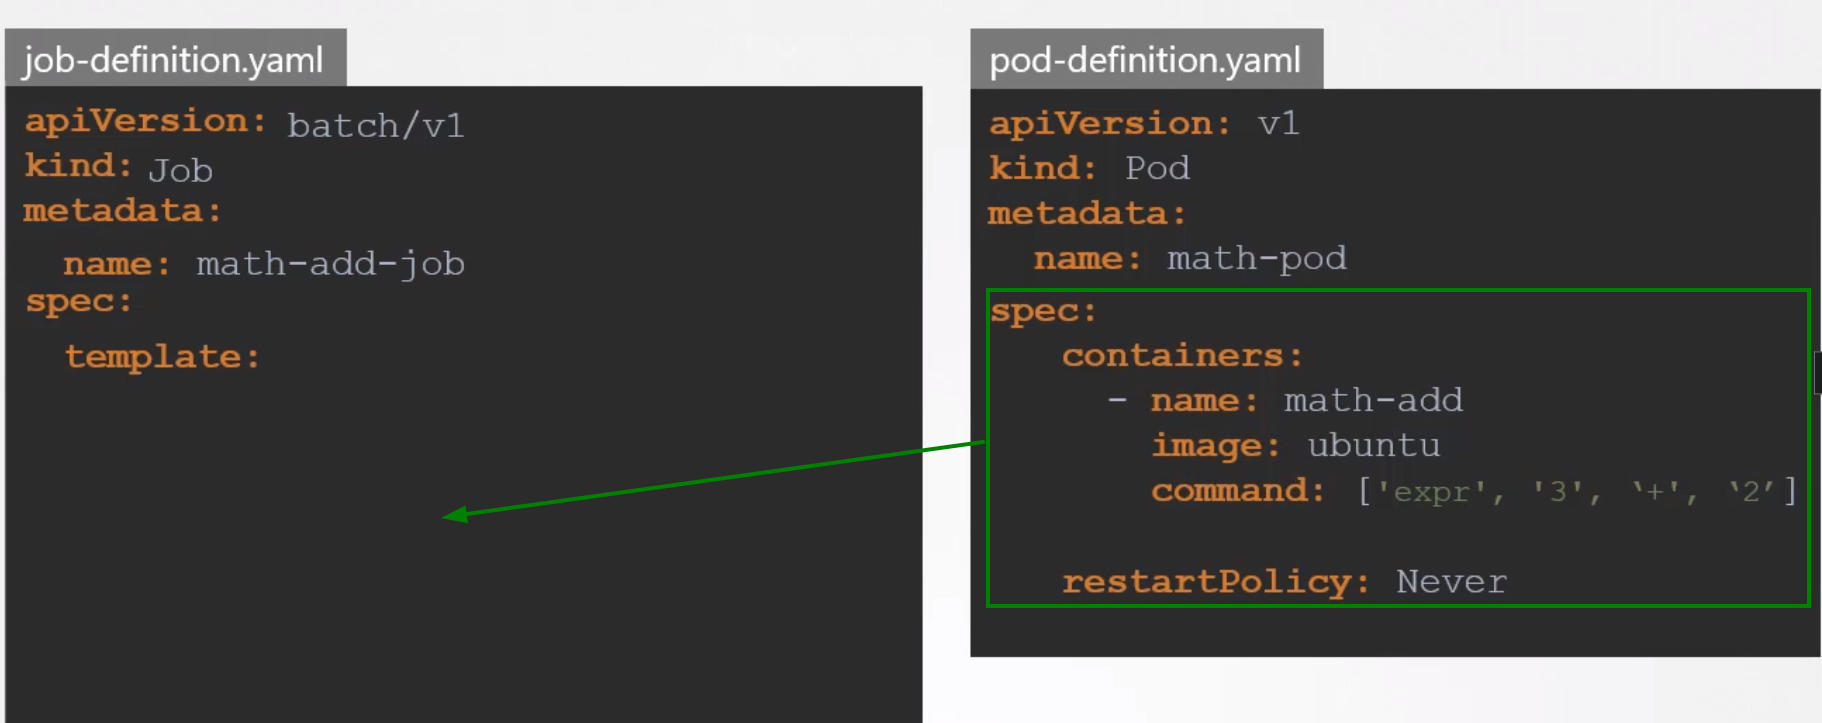 job-definition.yaml
apiVersion: batch/v1
kind: Job
metadata:
  name: math-add-job
spec:
  template:
pod-definition.yaml
apiVersion: v1
kind: Pod
metadata:
  name: math-pod
spec:
   containers:
     - name: math-add
       image: ubuntu
       command: ['expr', '3', ‘+', ‘2’]
   restartPolicy: Never